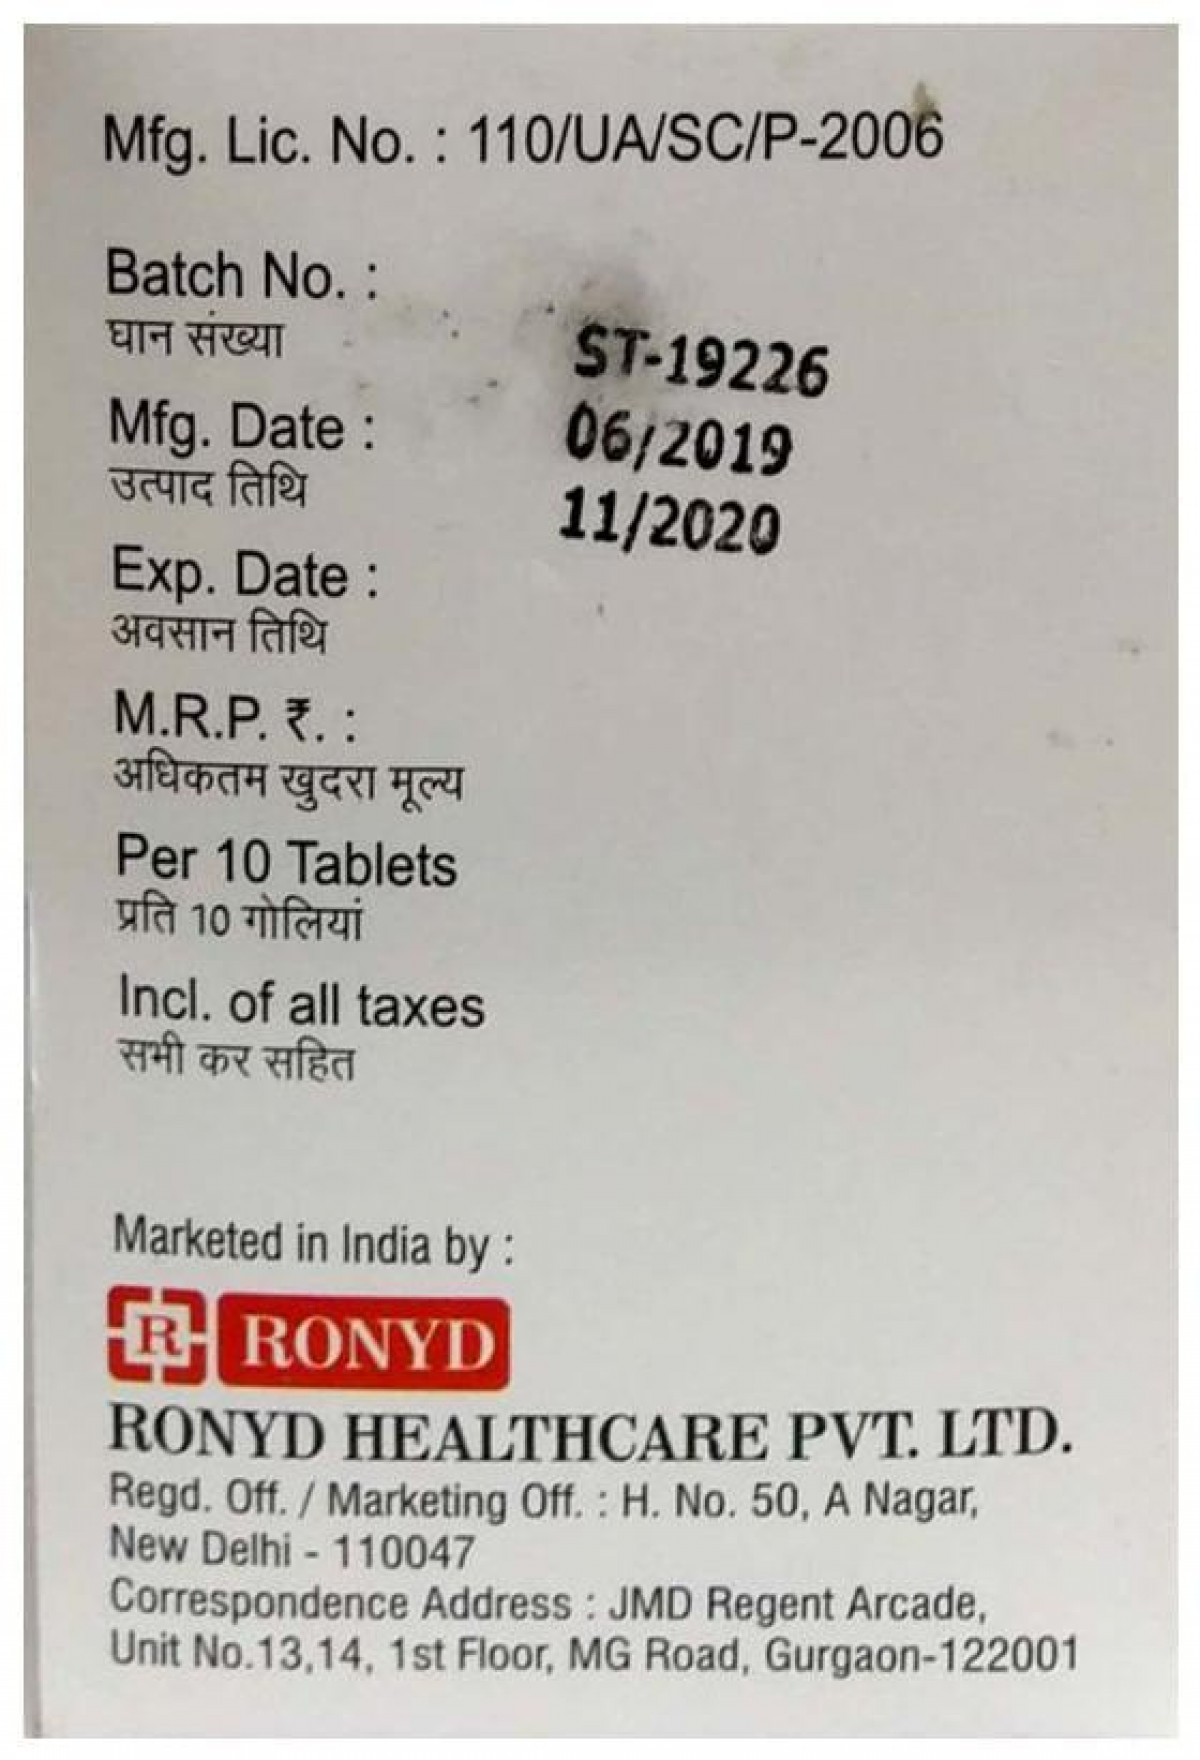 Mfg. Lic. No. : 110/UA/SC/P-2006
Batch No. :
घान संख्या
ST-19226
Mfg. Date :
06/2019
उत्पाद तिथि
11/2020
Exp. Date :
अवसान तिथि
M.R.P. ₹. :
अधिकतम खुदरा मूल्य
Per 10 Tablets
प्रति 10 गोलियां
Incl. of all taxes
सभी कर सहित
Marketed in India by :
R RONYD
RONYD HEALTHCARE PVT. LTD.
Regd. Off. / Marketing Off. : H. No. 50, A Nagar,
New Delhi - 110047
Correspondence Address : JMD Regent Arcade,
Unit No.13,14, 1st Floor, MG Road, Gurgaon-122001